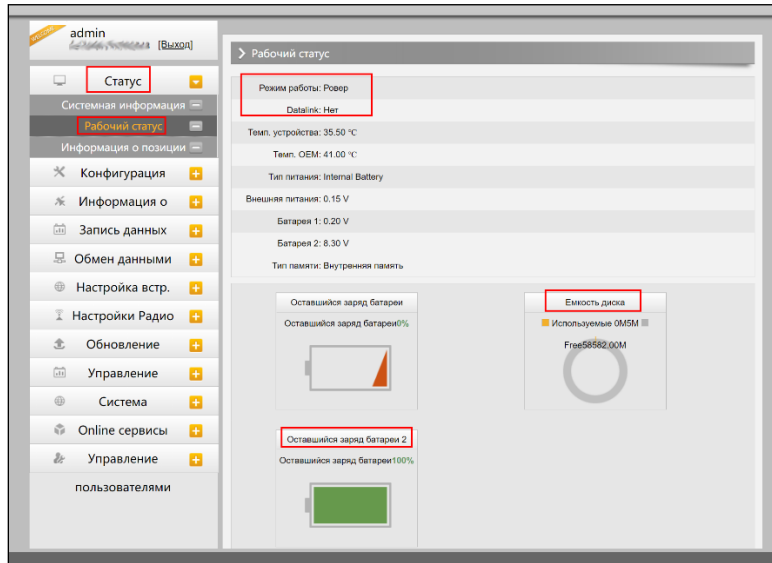 WELCOME
admin
[Выход]
Статус
Системная информация
Рабочий статус
Информация о позиции
Конфигурация
Информация о
Запись данных
Обмен данными
Настройка встр.
Настройки Радио
Обновление
Управление
Система
Online сервисы
Управление
пользователями
Рабочий статус
Режим работы: Ровер
Datalink: Нет
Темп. устройства: 35.50 °C
Темп. OEM: 41.00 °C
Тип питания: Internal Battery
Внешняя питания: 0.15 V
Батарея 1: 0.20 V
Батарея 2: 8.30 V
Тип памяти: Внутренняя память
Оставшийся заряд батареи
Оставшийся заряд батареи0%
Емкость диска
Используемые 0M5M
Free58582.00M
Оставшийся заряд батареи 2
Оставшийся заряд батареи100%